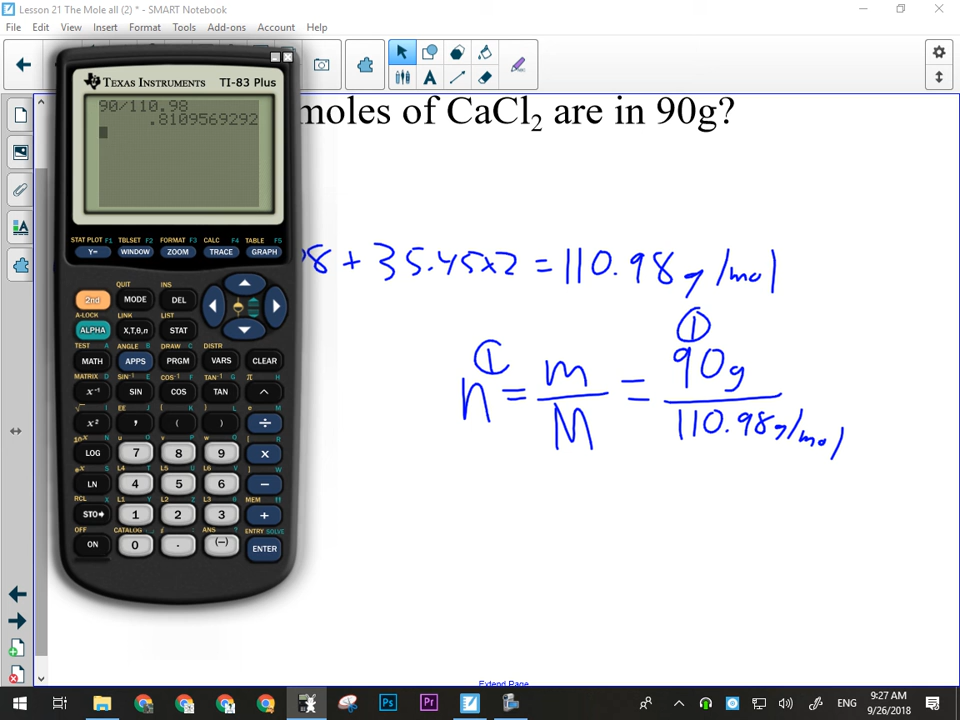 Lesson 21 The Mole all (2) * - SMART Notebook
File Edit View Insert Format Tools Add-ons Account Help
moles of CaCl₂ are in 90g?
TEXAS INSTRUMENTS TI-83 Plus
90/110.98
.8109569292
8 + 35.45x2 = 110.98 g/mol
①
① 
n = m/M = 90g/110.98g/mol
STAT PLOT F1 TBLSET F2 FORMAT F3 CALC F4 TABLE F5
Y= WINDOW ZOOM TRACE GRAPH
QUIT INS
2nd MODE DEL
A-LOCK LINK LIST
ALPHA X,T,θ,n STAT
TEST A ANGLE B DRAW C DISTR
MATH APPS PRGM VARS CLEAR
MATRIX D SIN⁻¹ E COS⁻¹ F TAN⁻¹ G π H
x⁻¹ SIN COS TAN ^
√ I EE J { K } L e M
x² , ( ) ÷
10ˣ N u O v P w Q [ R
LOG 7 8 9 x
eˣ S L4 T L5 U L6 V ] W
LN 4 5 6 −
RCL X L1 Y L2 Z L3 θ MEM "
STO➔ 1 2 3 +
OFF CATALOG i : ANS ? ENTRY SOLVE
ON 0 . (−) ENTER
Extend Page
ENG
9:27 AM
9/26/2018